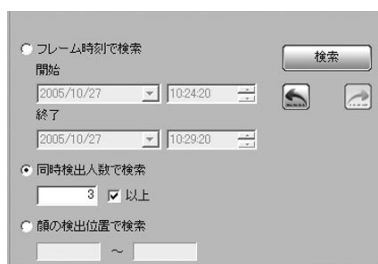 フレーム時刻で検索
検索
開始
2005/10/27 10:24:20
終了
2005/10/27 10:29:20
同時検出人数で検索
3 以上
顔の検出位置で検索
～